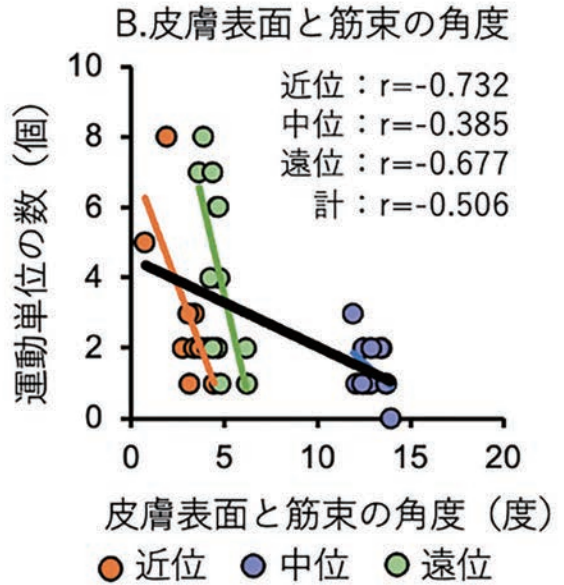 B.皮膚表面と筋束の角度
近位：r=-0.732
中位：r=-0.385
遠位：r=-0.677
計：r=-0.506
運動単位の数（個）
10
8
6
4
2
0
0 5 10 15 20
皮膚表面と筋束の角度（度）
近位 中位 遠位